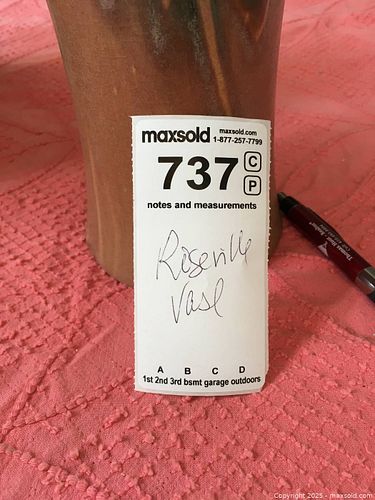 maxsold maxsold.com
1-877-257-7799
737 C
P
notes and measurements
Roseville
Vase
A B C D
1st 2nd 3rd bsmt garage outdoors
Copyright 2025 - maxsold.com